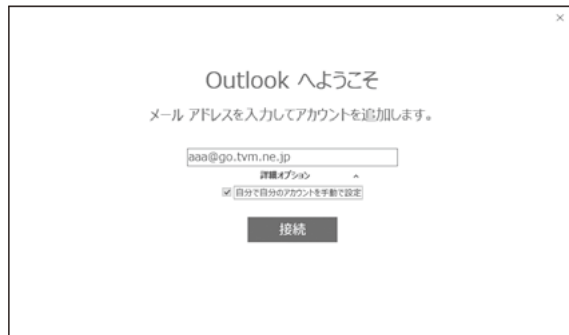 ×
Outlook へようこそ
メール アドレスを入力してアカウントを追加します。
aaa@go.tvm.ne.jp
詳細オプション ^
自分で自分のアカウントを手動で設定
接続